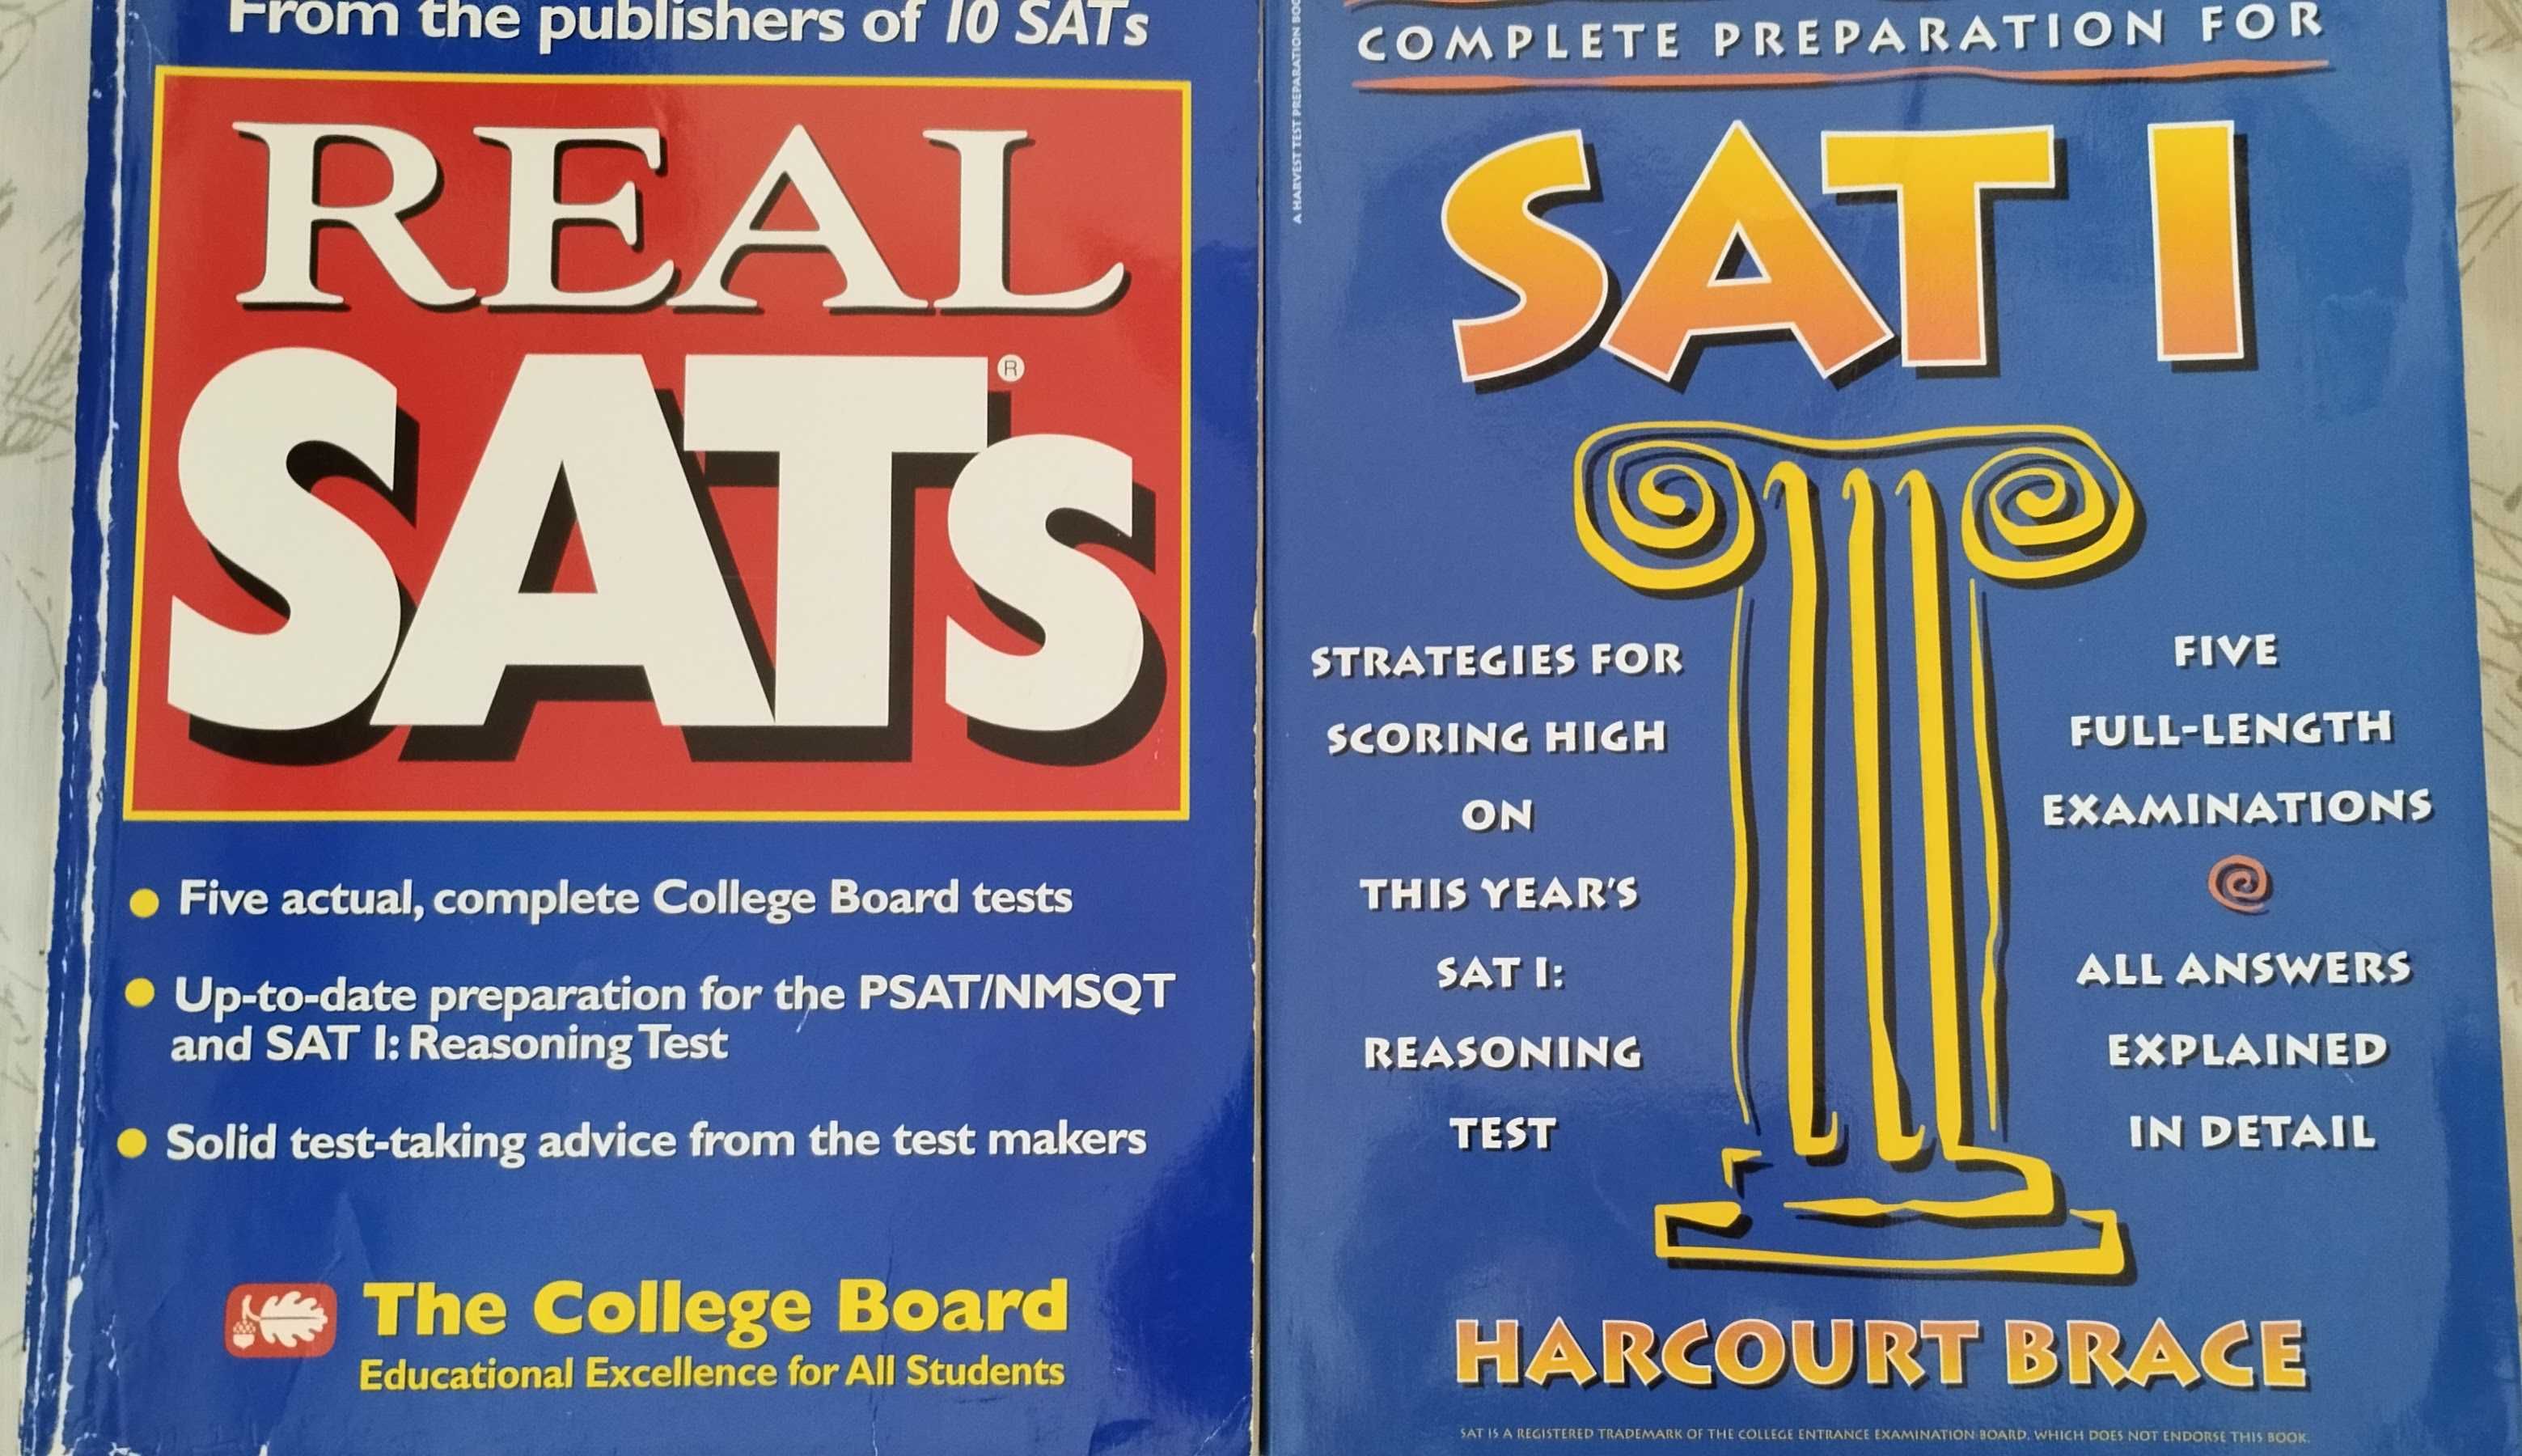 From the publishers of 10 SATs
REAL
SATs®
Five actual, complete College Board tests
Up-to-date preparation for the PSAT/NMSQT
and SAT I: Reasoning Test
Solid test-taking advice from the test makers
The College Board
Educational Excellence for All Students
A HARVEST TEST PREPARATION
COMPLETE PREPARATION FOR
SAT I
STRATEGIES FOR
SCORING HIGH
ON
THIS YEAR'S
SAT I:
REASONING
TEST
FIVE
FULL-LENGTH
EXAMINATIONS
ALL ANSWERS
EXPLAINED
IN DETAIL
HARCOURT BRACE
SAT IS A REGISTERED TRADEMARK OF THE COLLEGE ENTRANCE EXAMINATION BOARD, WHICH DOES NOT ENDORSE THIS BOOK.